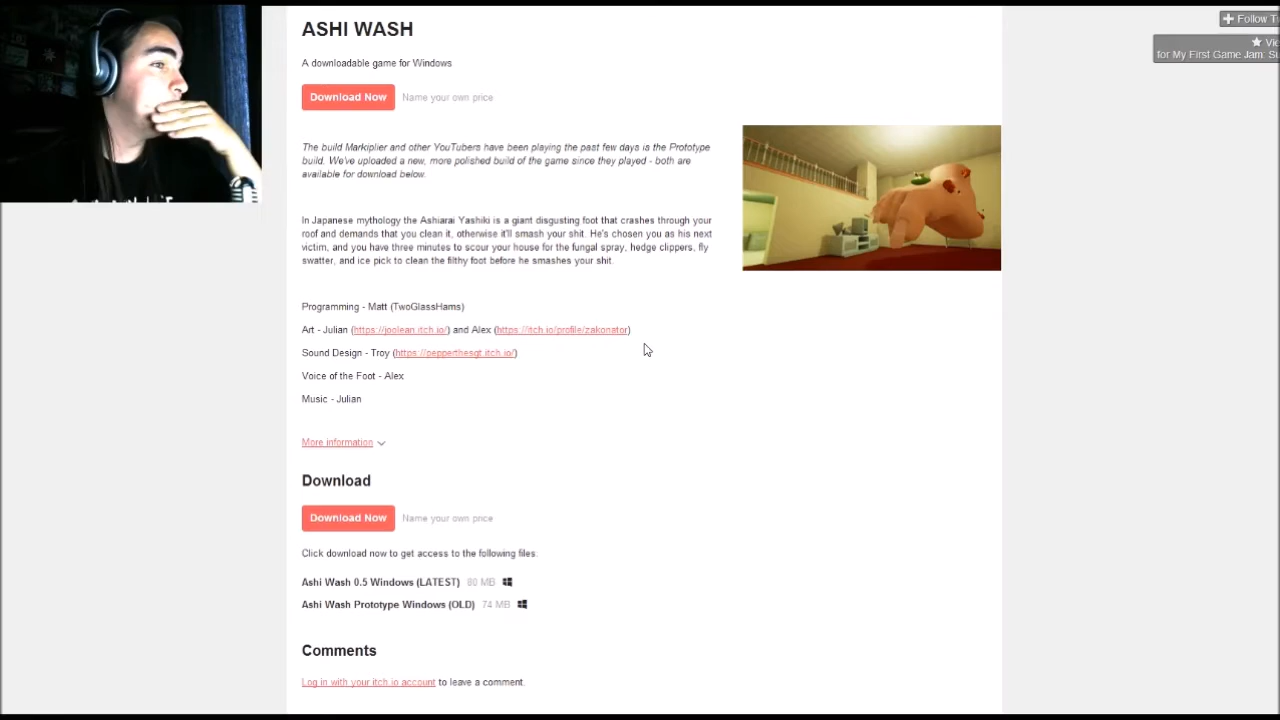 ASHI WASH
Follow
A downloadable game for Windows
for My First Game Jam:
Download Now Name your own price
The build Markiplier and other YouTubers have been playing the past few days is the Prototype
build. We've uploaded a new, more polished build of the game since they played - both are
available for download below.
In Japanese mythology the Ashiarai Yashiki is a giant disgusting foot that crashes through your
roof and demands that you clean it, otherwise it'll smash your shit. He's chosen you as his next
victim, and you have three minutes to scour your house for the fungal spray, hedge clippers, fly
swatter, and ice pick to clean the filthy foot before he smashes your shit.
Programming - Matt (TwoGlassHams)
Art - Julian (https://joolean.itch.io/) and Alex (https://itch.io/profile/zakonator)
Sound Design - Troy (https://pepperthesgt.itch.io/)
Voice of the Foot - Alex
Music - Julian
More information
Download
Download Now Name your own price
Click download now to get access to the following files.
Ashi Wash 0.5 Windows (LATEST) 80 MB
Ashi Wash Prototype Windows (OLD) 74 MB
Comments
Log in with your itch.io account to leave a comment.